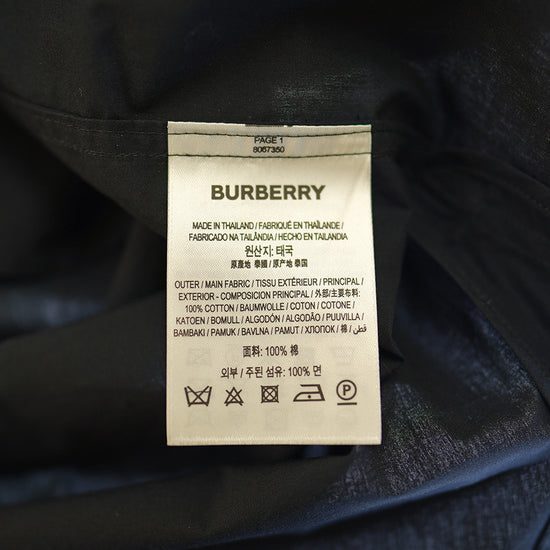 PAGE 1
8067350
BURBERRY
MADE IN THAILAND / FABRIQUÉ EN THAÏLANDE /
FABRICADO NA TAILÂNDIA / HECHO EN TAILANDIA
원산지: 태국
原產地 泰國 / 原产地 泰国
OUTER / MAIN FABRIC / TISSU EXTÉRIEUR / PRINCIPAL /
EXTERIOR - COMPOSICIÓN PRINCIPAL / 外部/主要布料:
100% COTTON / BAUMWOLLE / COTON / COTONE /
KATOEN / BOMULL / ALGODÓN / ALGODÃO / PUUVILLA /
BAMBAKI / PAMUK / BAVLNA / PAMUT / ХЛОПОК / 棉 / قطن
面料: 100% 棉
외부 / 주된 섬유: 100% 면
P